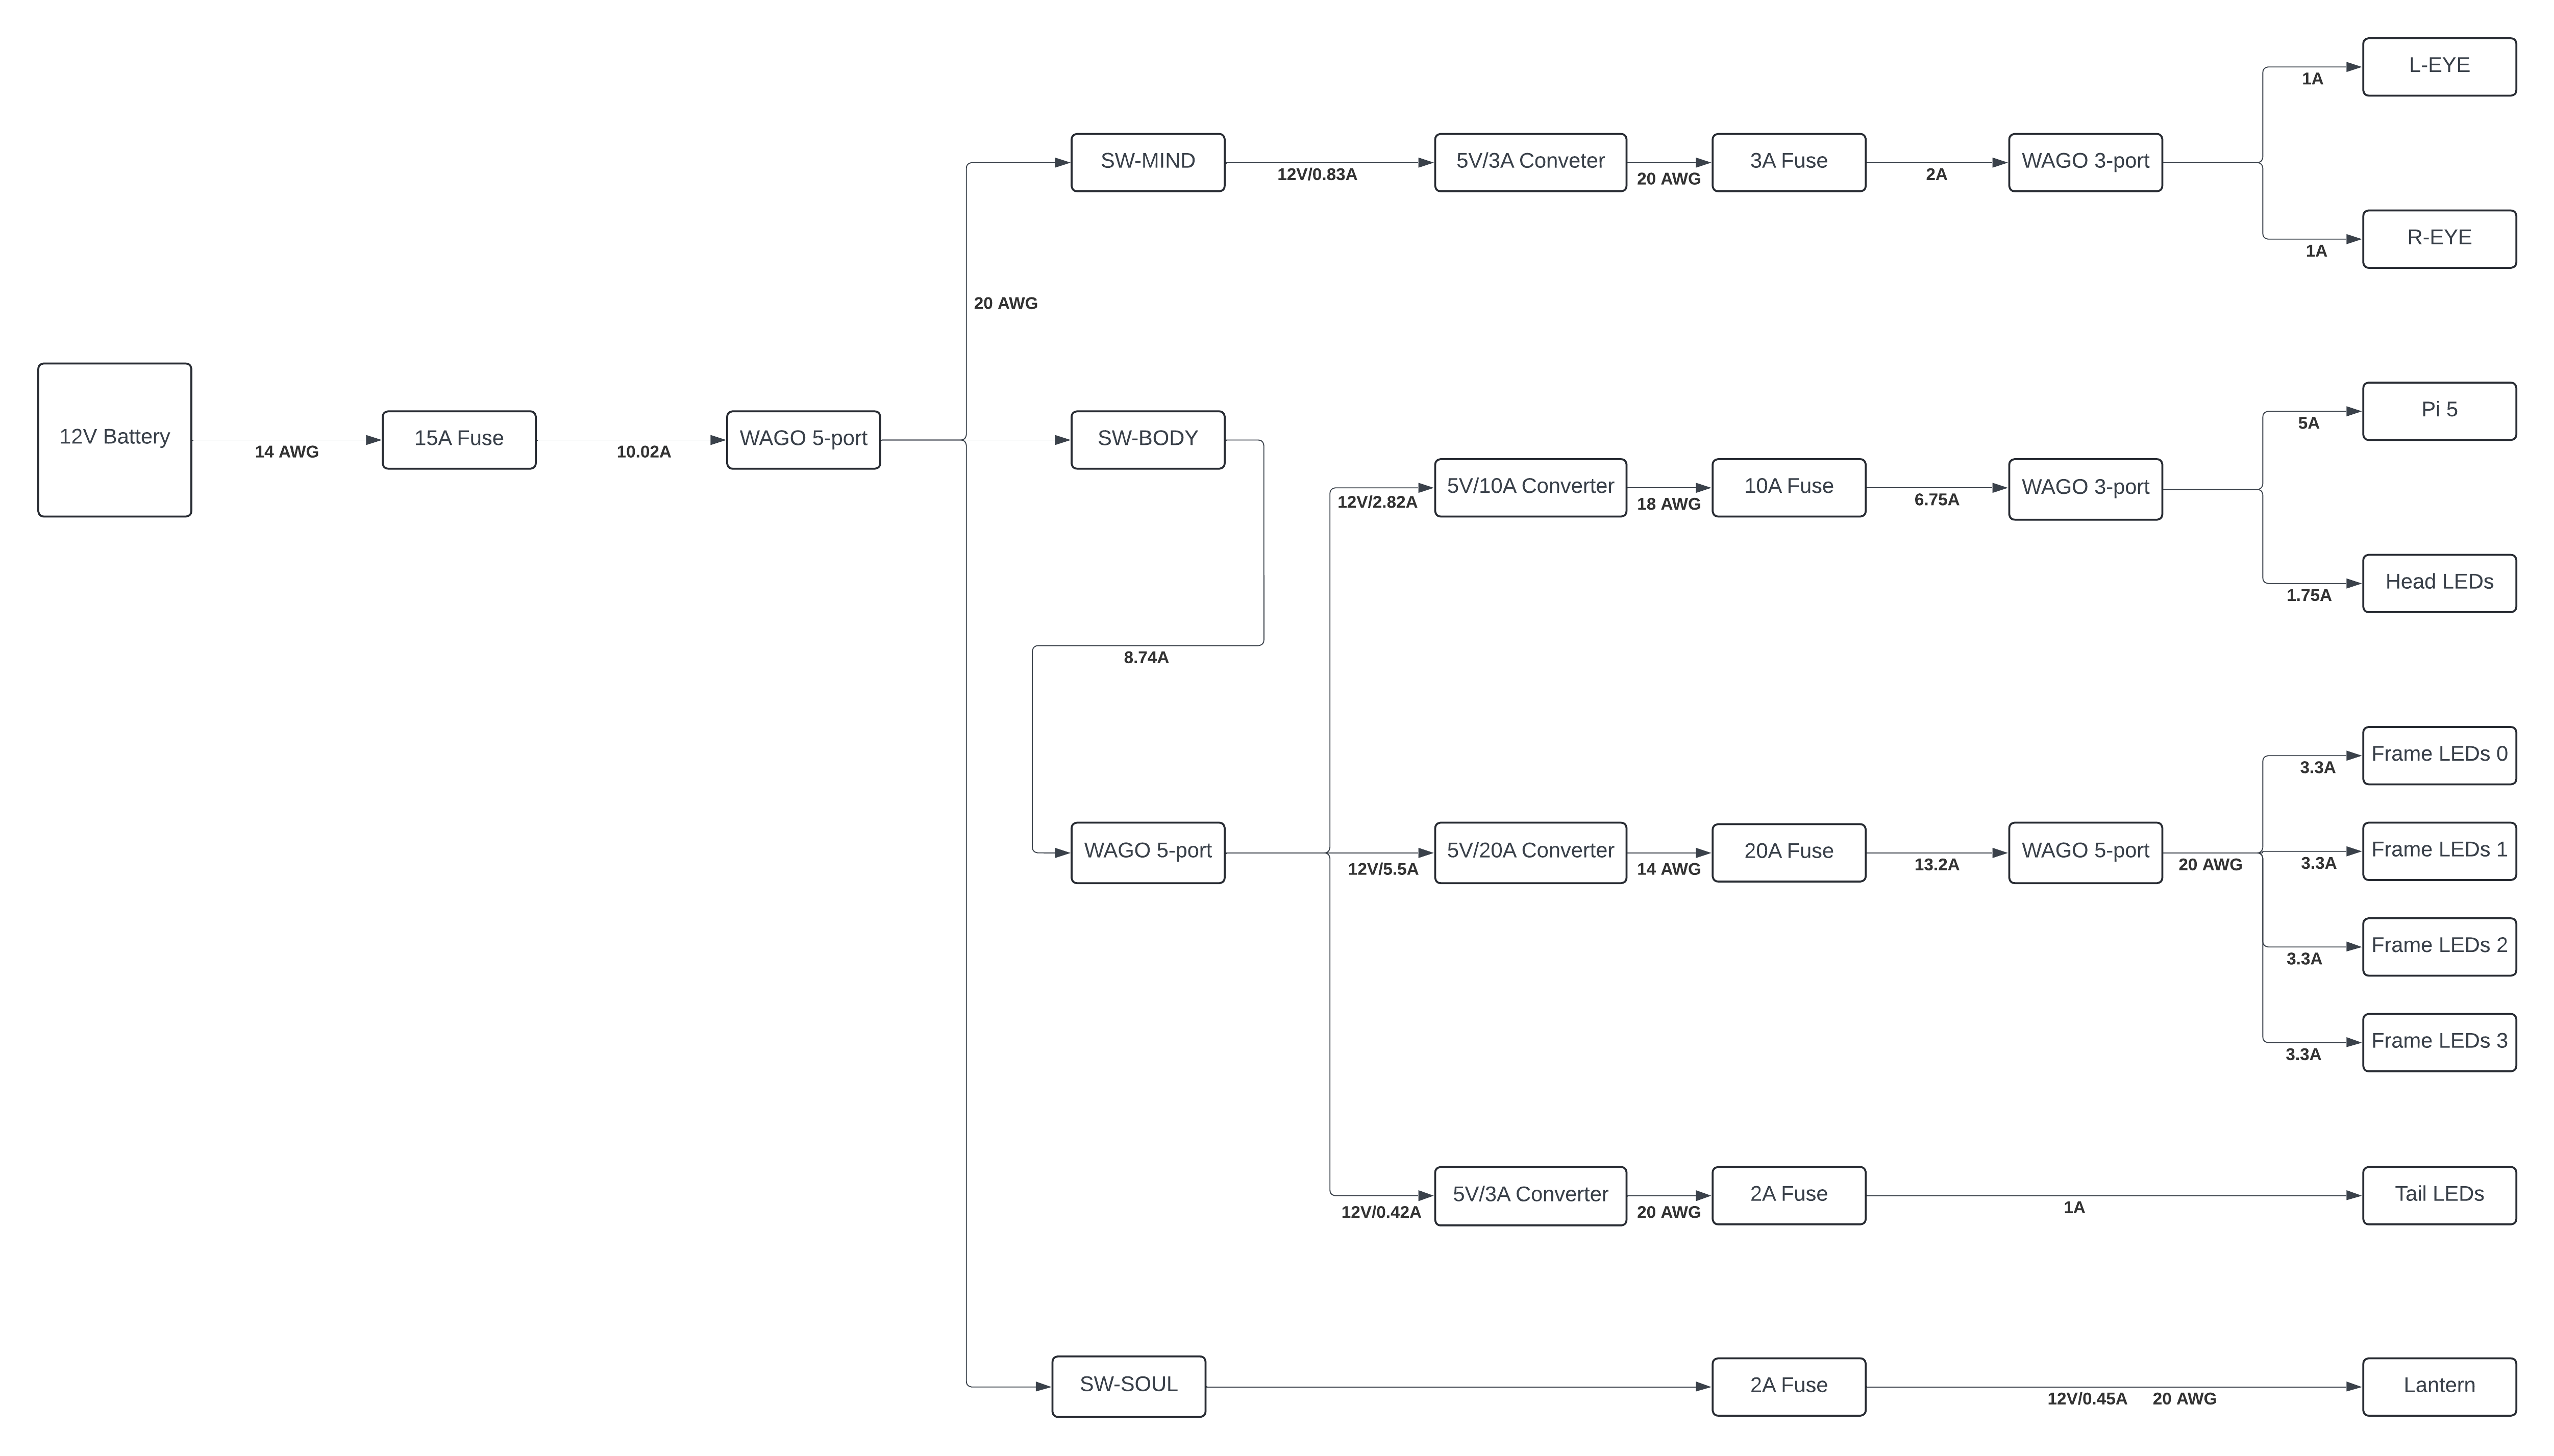 L-EYE
1A
SW-MIND
12V/0.83A
5V/3A Conveter
20 AWG
3A Fuse
2A
WAGO 3-port
R-EYE
1A
20 AWG
12V Battery
14 AWG
15A Fuse
10.02A
WAGO 5-port
SW-BODY
Pi 5
5A
12V/2.82A
5V/10A Converter
18 AWG
10A Fuse
6.75A
WAGO 3-port
Head LEDs
1.75A
8.74A
Frame LEDs 0
3.3A
WAGO 5-port
12V/5.5A
5V/20A Converter
14 AWG
20A Fuse
13.2A
WAGO 5-port
20 AWG
3.3A
Frame LEDs 1
Frame LEDs 2
3.3A
Frame LEDs 3
3.3A
12V/0.42A
5V/3A Converter
20 AWG
2A Fuse
1A
Tail LEDs
SW-SOUL
2A Fuse
12V/0.45A 20 AWG
Lantern